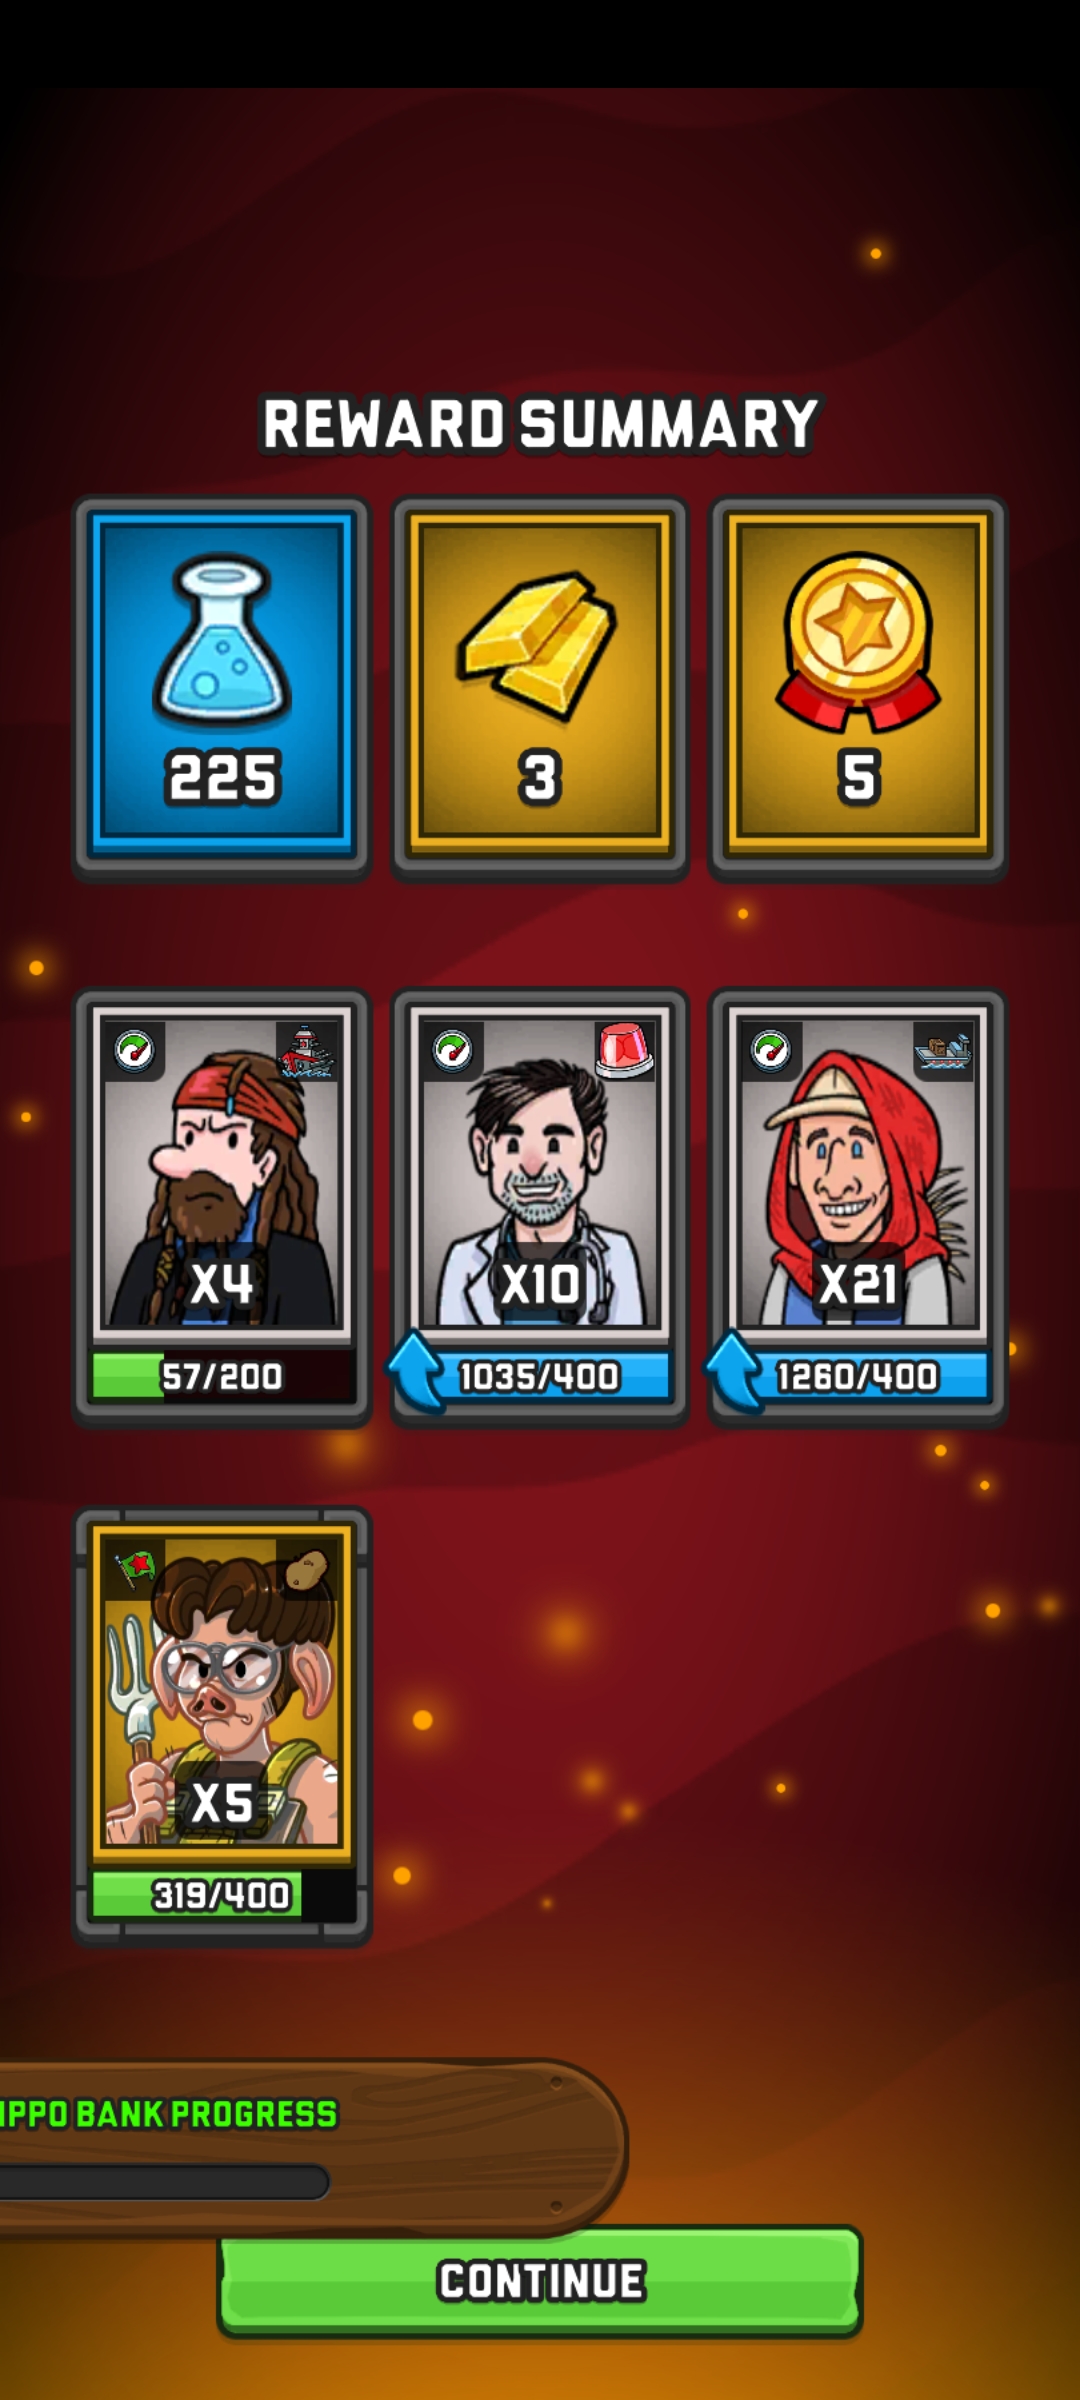 REWARD SUMMARY
225
3
5
X4
X10
X21
57/200
1035/400
1260/400
X5
319/400
IPPO BANK PROGRESS
CONTINUE